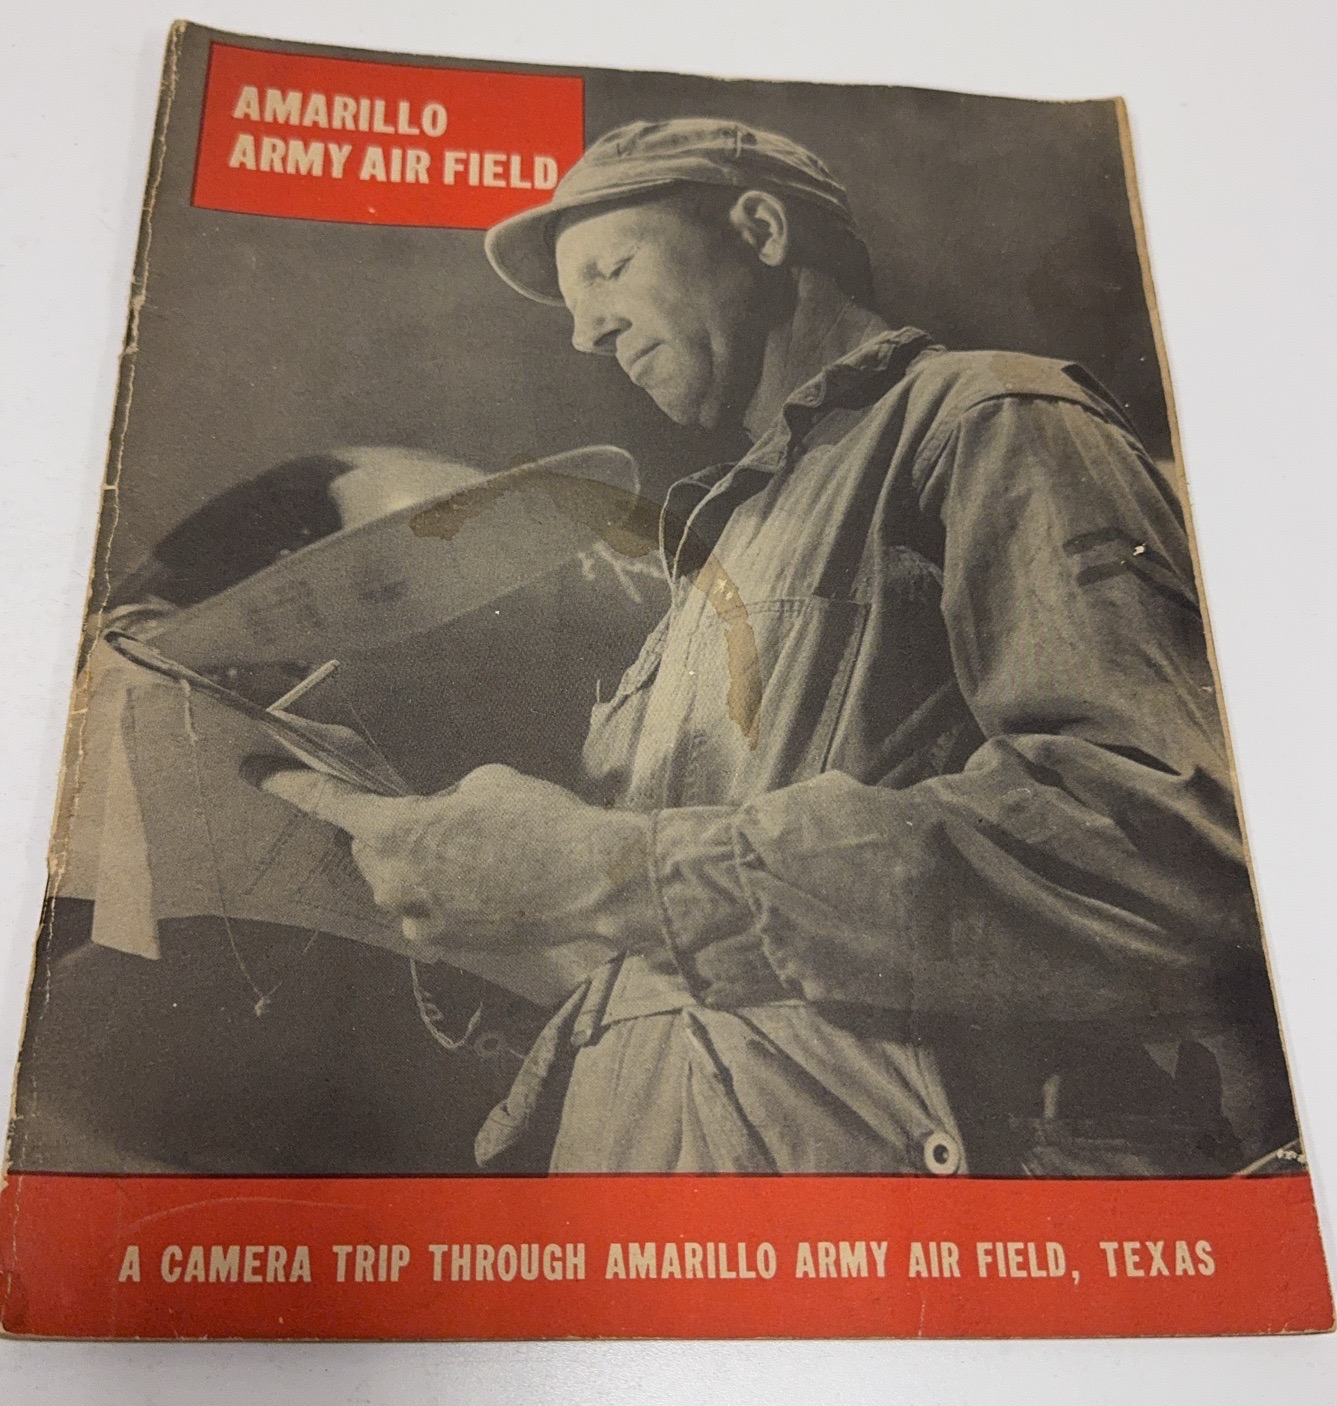 AMARILLO
ARMY AIR FIELD
A CAMERA TRIP THROUGH AMARILLO ARMY AIR FIELD, TEXAS